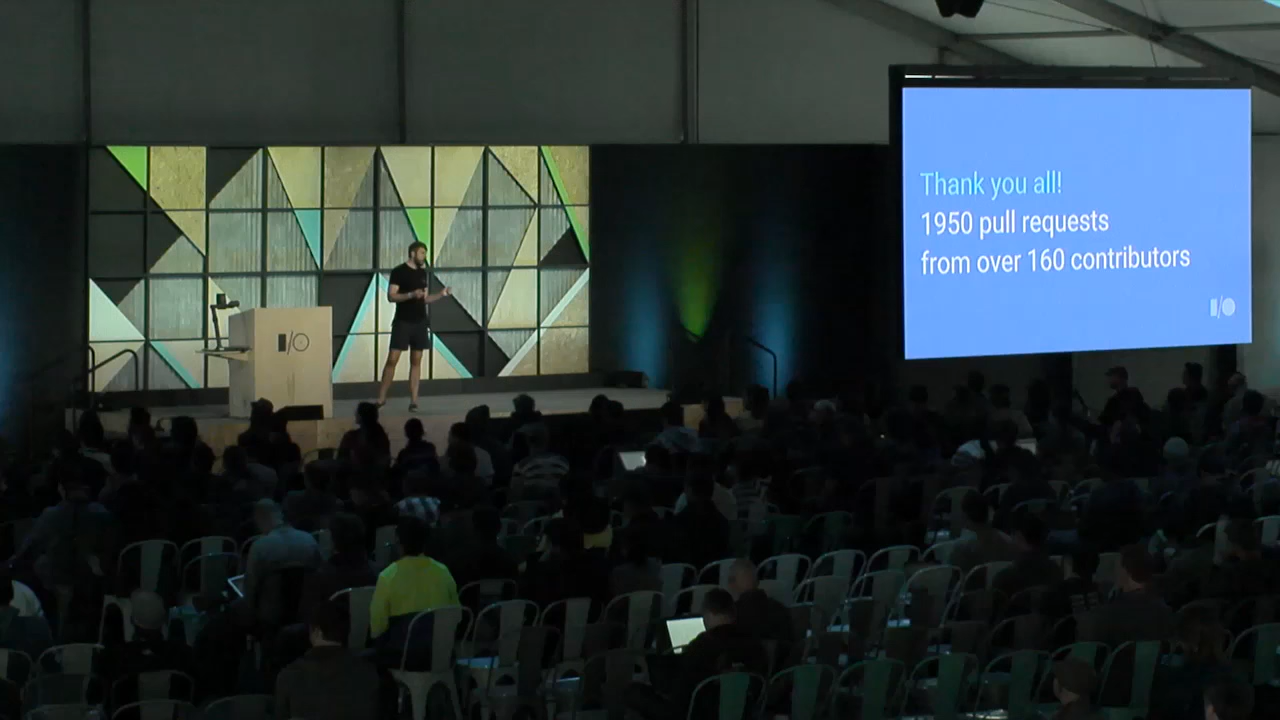 I/O
Thank you all!
1950 pull requests
from over 160 contributors
I/O